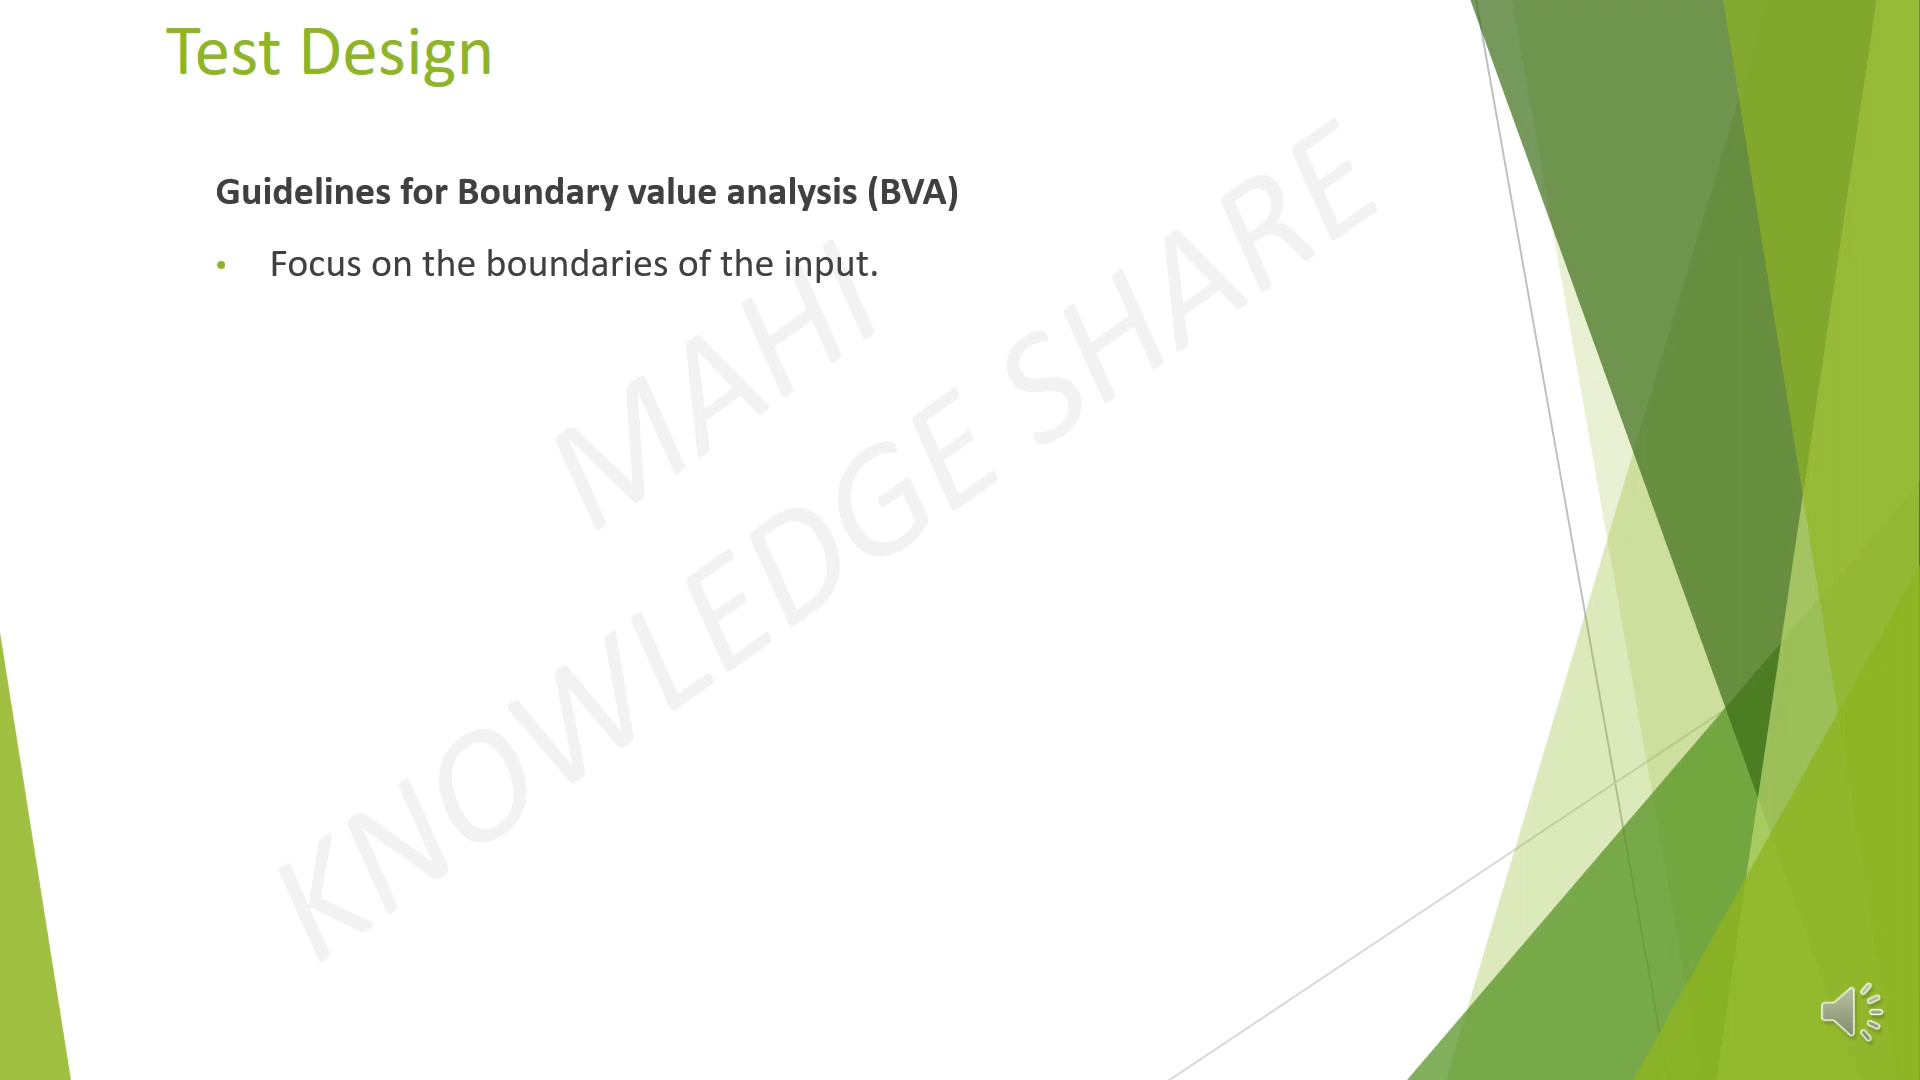 Test Design
Guidelines for Boundary value analysis (BVA)
• Focus on the boundaries of the input.
MAHI
KNOWLEDGE SHARE